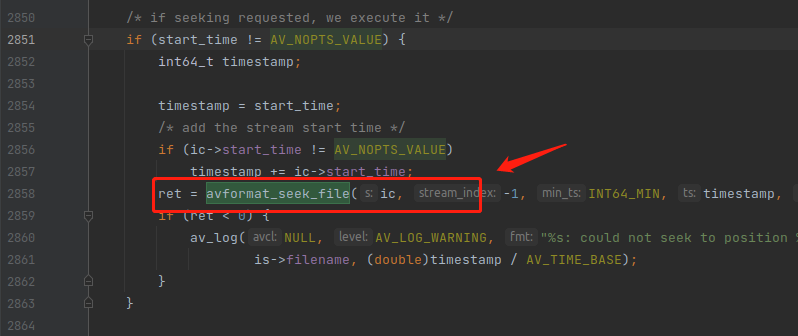 2850 /* if seeking requested, we execute it */
2851 if (start_time != AV_NOPTS_VALUE) {
2852 int64_t timestamp;
2853
2854 timestamp = start_time;
2855 /* add the stream start time */
2856 if (ic->start_time != AV_NOPTS_VALUE)
2857 timestamp += ic->start_time;
2858 ret = avformat_seek_file( s: ic, stream_index: -1, min_ts: INT64_MIN, ts: timestamp,
2859 if (ret < 0) {
2860 av_log( avcl: NULL, level: AV_LOG_WARNING, fmt: "%s: could not seek to position %
2861 is->filename, (double)timestamp / AV_TIME_BASE);
2862 }
2863 }
2864